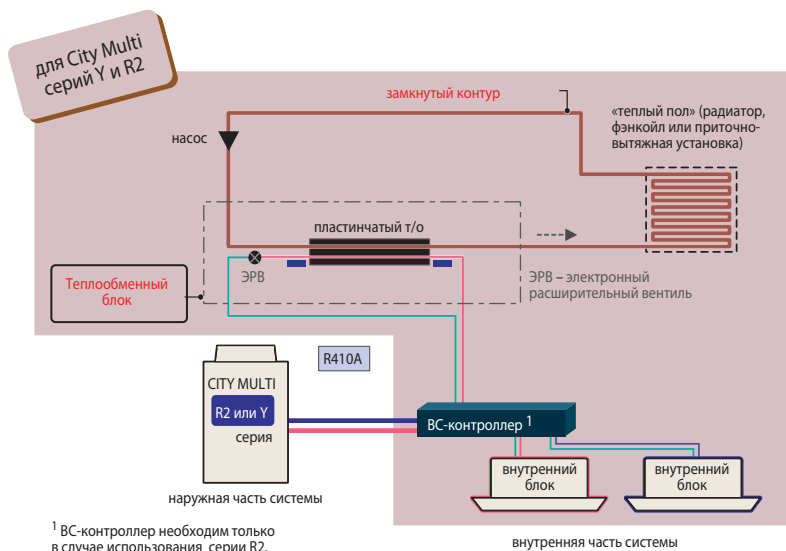 для City Multi
серий Y и R2
замкнутый контур
«теплый пол» (радиатор,
фэнкойл или приточно-
вытяжная установка)
насос
пластинчатый т/о
ЭРВ
ЭРВ – электронный
расширительный вентиль
Теплообменный
блок
R410A
CITY MULTI
R2 или Y
серия
BC-контроллер 1
внутренний
блок
внутренний
блок
наружная часть системы
1 BC-контроллер необходим только
в случае использования серии R2.
внутренняя часть системы